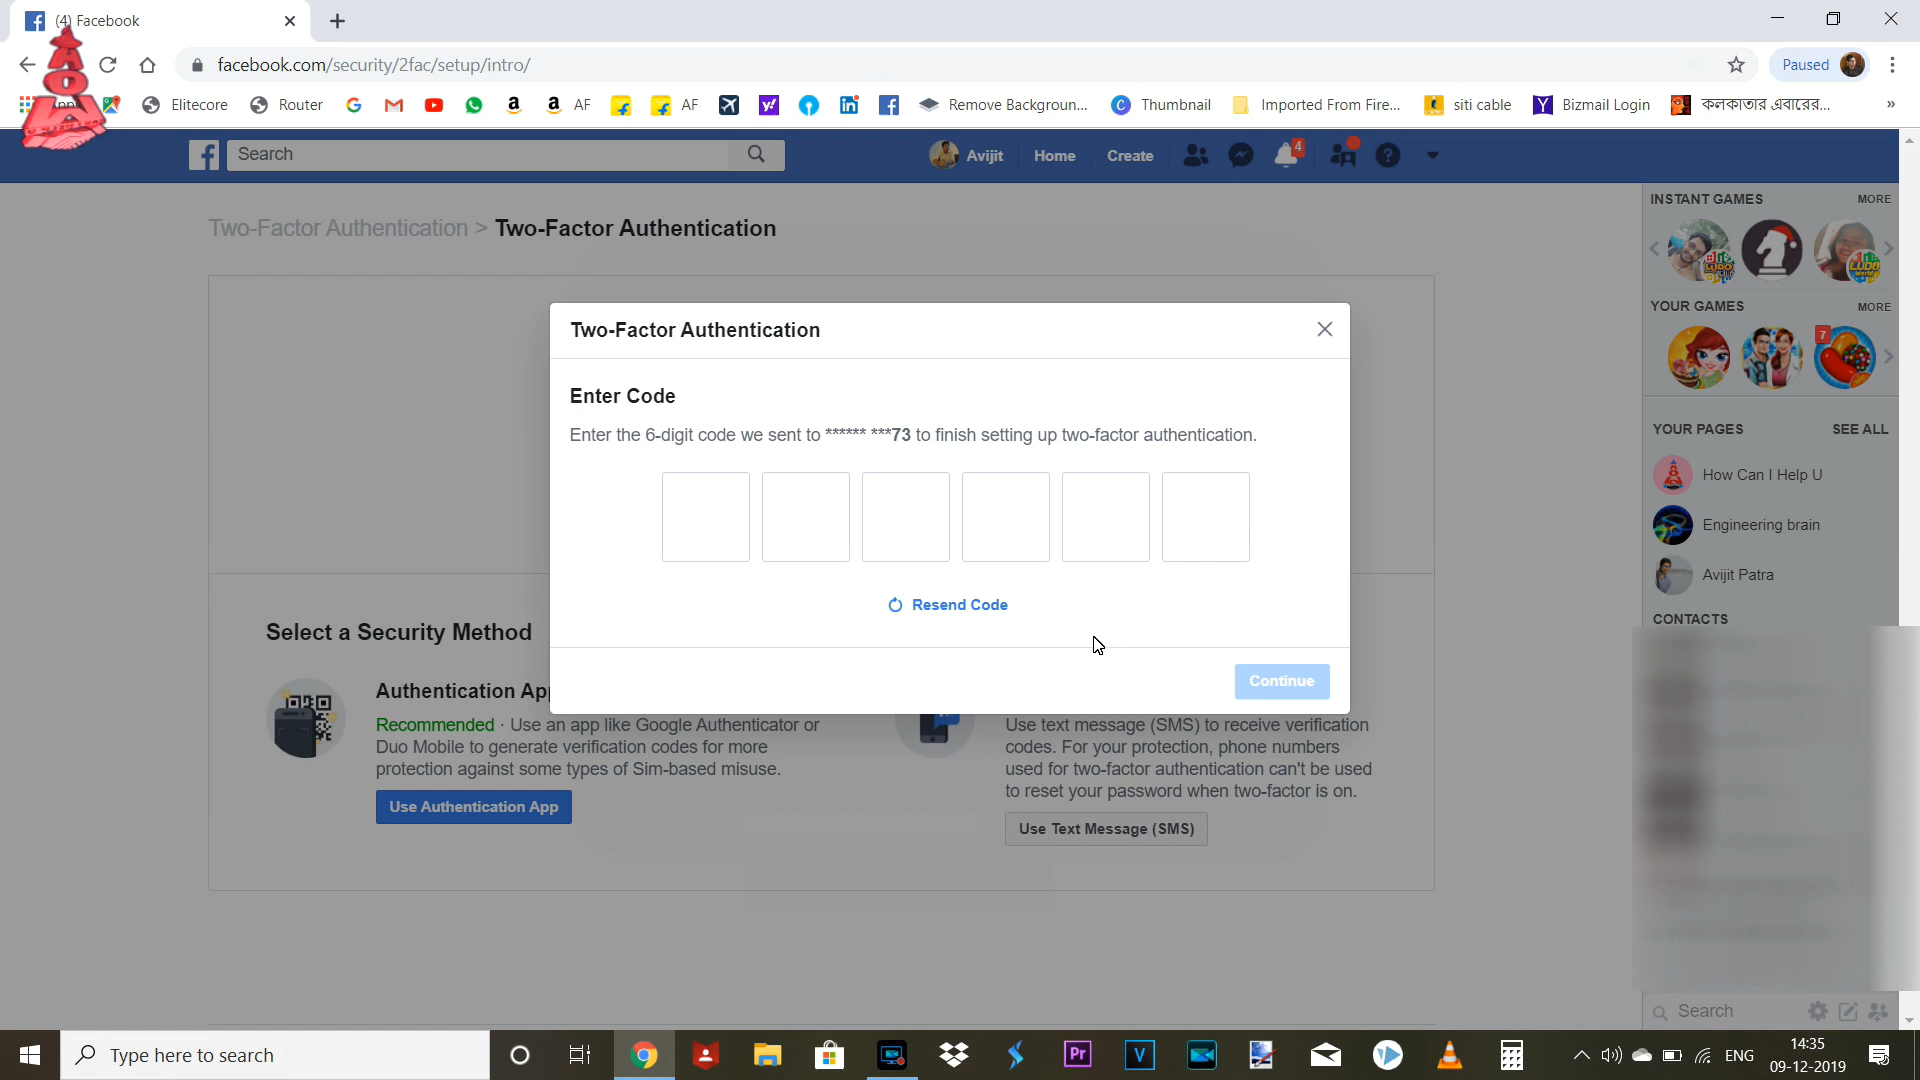 (4) Facebook
facebook.com/security/2fac/setup/intro/
Paused
Elitecore
Router
AF
AF
Remove Backgroun...
Thumbnail
Imported From Fire...
siti cable
Bizmail Login
কলকাতার এবারের...
»
Search
Avijit
Home
Create
4
Two-Factor Authentication > Two-Factor Authentication
INSTANT GAMES
MORE
YOUR GAMES
MORE
7
YOUR PAGES
SEE ALL
How Can I Help U
Engineering brain
Avijit Patra
CONTACTS
Search
Two-Factor Authentication
Enter Code
Enter the 6-digit code we sent to ****** ***73 to finish setting up two-factor authentication.
Resend Code
Continue
Select a Security Method
Authentication
Recommended · Use an app like Google Authenticator or
Duo Mobile to generate verification codes for more
protection against some types of Sim-based misuse.
Use Authentication App
Use text message (SMS) to receive verification
codes. For your protection, phone numbers
used for two-factor authentication can't be used
to reset your password when two-factor is on.
Use Text Message (SMS)
Type here to search
ENG
14:35
09-12-2019